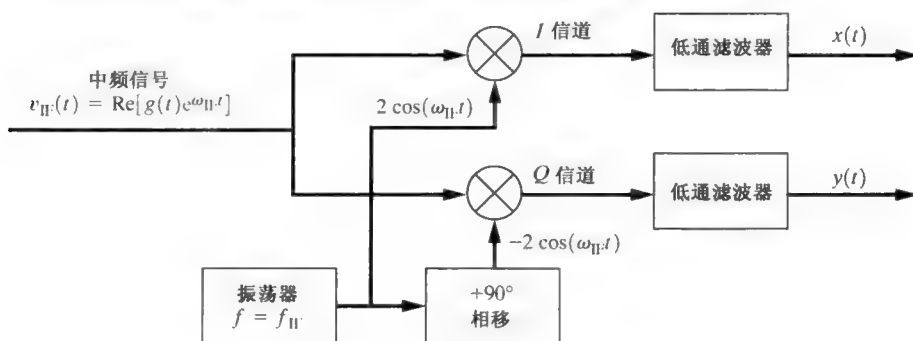 中频信号
v_IF(t) = Re[g(t)e^{ω_IF t}]
I 信道
低通滤波器
x(t)
2 cos(ω_IF t)
Q 信道
低通滤波器
y(t)
−2 cos(ω_IF t)
振荡器
f = f_IF
+90°
相移